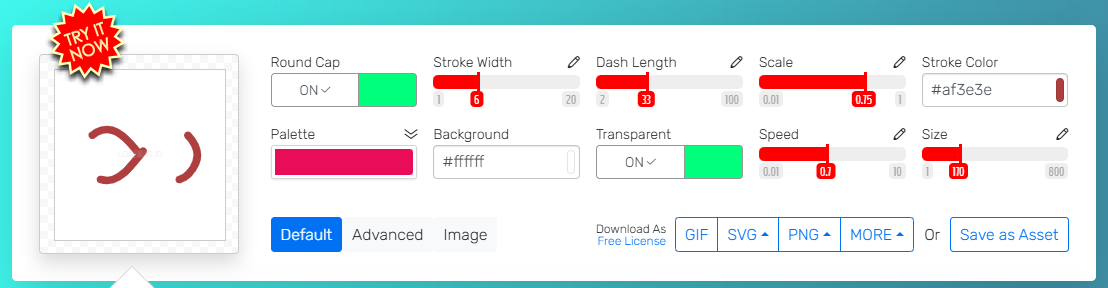 TRY IT
NOW
Round Cap
ON
Stroke Width
1 6 20
Dash Length
2 33 100
Scale
0.01 0.75 1
Stroke Color
#af3e3e
Palette
Background
#ffffff
Transparent
ON
Speed
0.01 0.7 10
Size
1 170 800
Default Advanced Image
Download As
Free License
GIF SVG PNG MORE Or Save as Asset